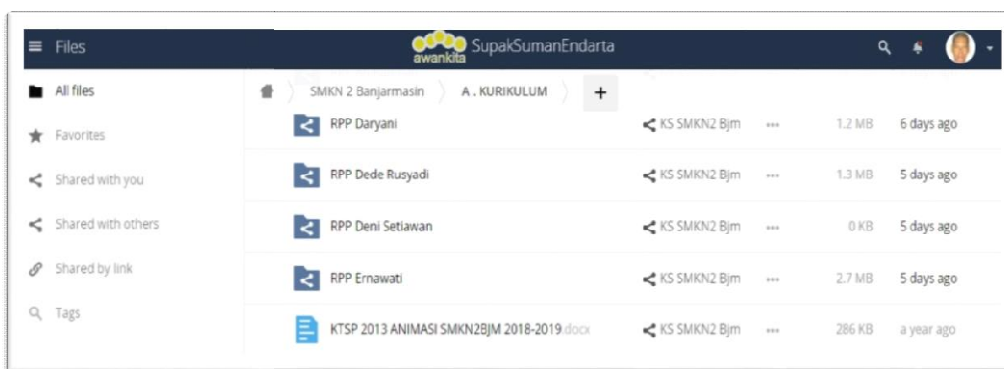 Files
awankita
SupakSumanEndarta
All files
Favorites
Shared with you
Shared with others
Shared by link
Tags
SMKN 2 Banjarmasin A . KURIKULUM +
RPP Daryani KS SMKN2 Bjm ••• 1.2 MB 6 days ago
RPP Dede Rusyadi KS SMKN2 Bjm ••• 1.3 MB 5 days ago
RPP Deni Setiawan KS SMKN2 Bjm ••• 0 KB 5 days ago
RPP Ernawati KS SMKN2 Bjm ••• 2.7 MB 5 days ago
KTSP 2013 ANIMASI SMKN2BJM 2018-2019.docx KS SMKN2 Bjm ••• 286 KB a year ago